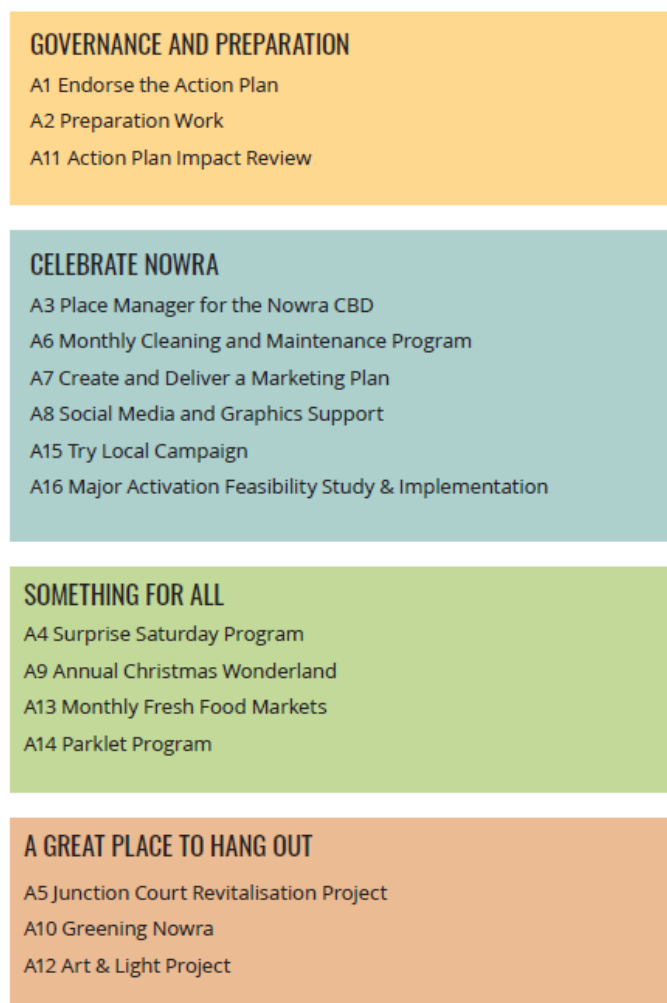 GOVERNANCE AND PREPARATION
A1 Endorse the Action Plan
A2 Preparation Work
A11 Action Plan Impact Review
CELEBRATE NOWRA
A3 Place Manager for the Nowra CBD
A6 Monthly Cleaning and Maintenance Program
A7 Create and Deliver a Marketing Plan
A8 Social Media and Graphics Support
A15 Try Local Campaign
A16 Major Activation Feasibility Study & Implementation
SOMETHING FOR ALL
A4 Surprise Saturday Program
A9 Annual Christmas Wonderland
A13 Monthly Fresh Food Markets
A14 Parklet Program
A GREAT PLACE TO HANG OUT
A5 Junction Court Revitalisation Project
A10 Greening Nowra
A12 Art & Light Project